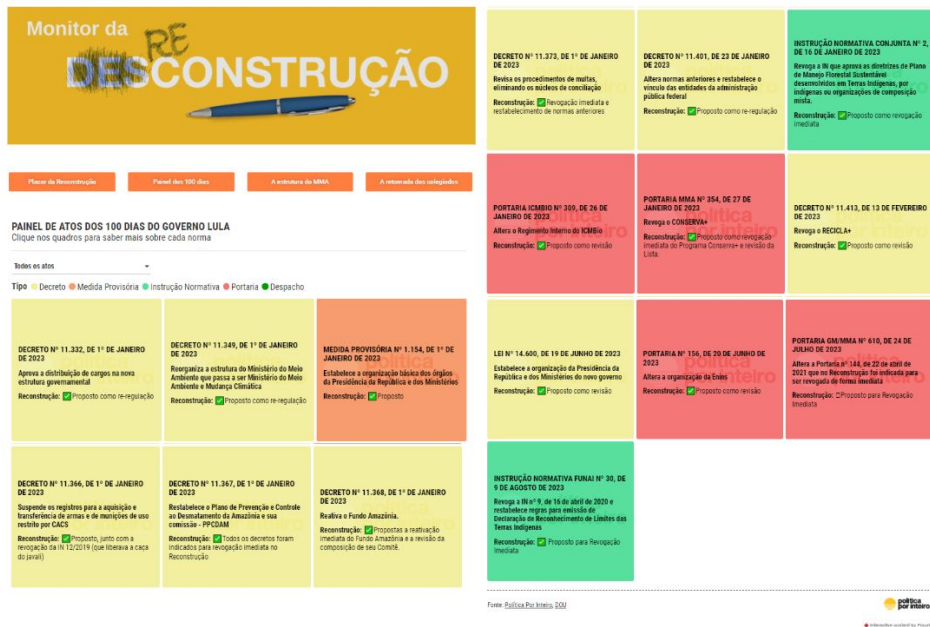 Monitor da
RE
DESCONSTRUÇÃO
Placar da Reconstrução
Painel dos 100 dias
A estrutura do MMA
A retomada dos colegiados
PAINEL DE ATOS DOS 100 DIAS DO GOVERNO LULA
Clique nos quadros para saber mais sobre cada norma
Todos os atos
Tipo Decreto Medida Provisória Instrução Normativa Portaria Despacho
DECRETO Nº 11.332, DE 1º DE JANEIRO
DE 2023
Aprova a distribuição de cargos na nova
estrutura governamental
Reconstrução: ✅Proposto como re-regulação
DECRETO Nº 11.349, DE 1º DE JANEIRO
DE 2023
Reorganiza a estrutura do Ministério do Meio
Ambiente que passa a ser Ministério do Meio
Ambiente e Mudança Climática
Reconstrução: ✅Proposto como re-regulação
MEDIDA PROVISÓRIA Nº 1.154, DE 1º DE
JANEIRO DE 2023
Estabelece a organização básica dos órgãos
da Presidência da República e dos Ministérios
Reconstrução: ✅Proposto
DECRETO Nº 11.366, DE 1º DE JANEIRO
DE 2023
Suspende os registros para a aquisição e
transferência de armas e de munições de uso
restrito por CACS
Reconstrução: ✅Proposto, junto com a
revogação da IN 12/2019 (que liberava a caça
do javali)
DECRETO Nº 11.367, DE 1º DE JANEIRO
DE 2023
Restabelece o Plano de Prevenção e Controle
ao Desmatamento da Amazônia e sua
comissão - PPCDAM
Reconstrução: ✅Todos os decretos foram
indicados para revogação imediata no
Reconstrução
DECRETO Nº 11.368, DE 1º DE JANEIRO
DE 2023
Reativa o Fundo Amazônia.
Reconstrução: ✅Propostas a reativação
imediata do Fundo Amazônia e a revisão da
composição de seu Comitê.
DECRETO Nº 11.373, DE 1º DE JANEIRO
DE 2023
Revisa os procedimentos de multas,
eliminando os núcleos de conciliação
Reconstrução: ✅Revogação imediata e
restabelecimento de normas anteriores
DECRETO Nº 11.401, DE 23 DE JANEIRO
DE 2023
Altera normas anteriores e restabelece o
vínculo das entidades da administração
pública federal
Reconstrução: ✅Proposto como re-regulação
INSTRUÇÃO NORMATIVA CONJUNTA Nº 2,
DE 16 DE JANEIRO DE 2023
Revoga a IN que aprova as diretrizes de Plano
de Manejo Florestal Sustentável
desenvolvidos em Terras Indígenas, por
indígenas ou organizações de composição
mista.
Reconstrução: ✅Proposto como revogação
imediata
PORTARIA ICMBIO Nº 309, DE 26 DE
JANEIRO DE 2023
Altera o Regimento Interno do ICMBio
Reconstrução: ✅Proposto como revisão
PORTARIA MMA Nº 354, DE 27 DE
JANEIRO DE 2023
Revoga o CONSERVA+
Reconstrução: ✅Proposto como revogação
imediata do Programa Conserva+ e revisão da
Lista.
DECRETO Nº 11.413, DE 13 DE FEVEREIRO
DE 2023
Revoga o RECICLA+
Reconstrução: ✅Proposto como revisão
LEI Nº 14.600, DE 19 DE JUNHO DE 2023
Estabelece a organização da Presidência da
República e dos Ministérios do novo governo
Reconstrução: ✅Proposto como revisão
PORTARIA Nº 156, DE 20 DE JUNHO DE
2023
Altera a organização da Enins
Reconstrução: ✅Proposto como revisão
PORTARIA GM/MMA Nº 610, DE 24 DE
JULHO DE 2023
Altera a Portaria nº 144, de 22 de abril de
2021 que no Reconstrução foi indicada para
ser revogada de forma imediata
Reconstrução: Proposto para Revogação
Imediata
INSTRUÇÃO NORMATIVA FUNAI Nº 30, DE
9 DE AGOSTO DE 2023
Revoga a IN nº 9, de 16 de abril de 2020 e
restabelece regras para emissão de
Declaração de Reconhecimento de Limites das
Terras Indígenas
Reconstrução: ✅ Proposto para Revogação
Imediata
Fonte: Política Por Inteiro, DOU
política
por inteiro